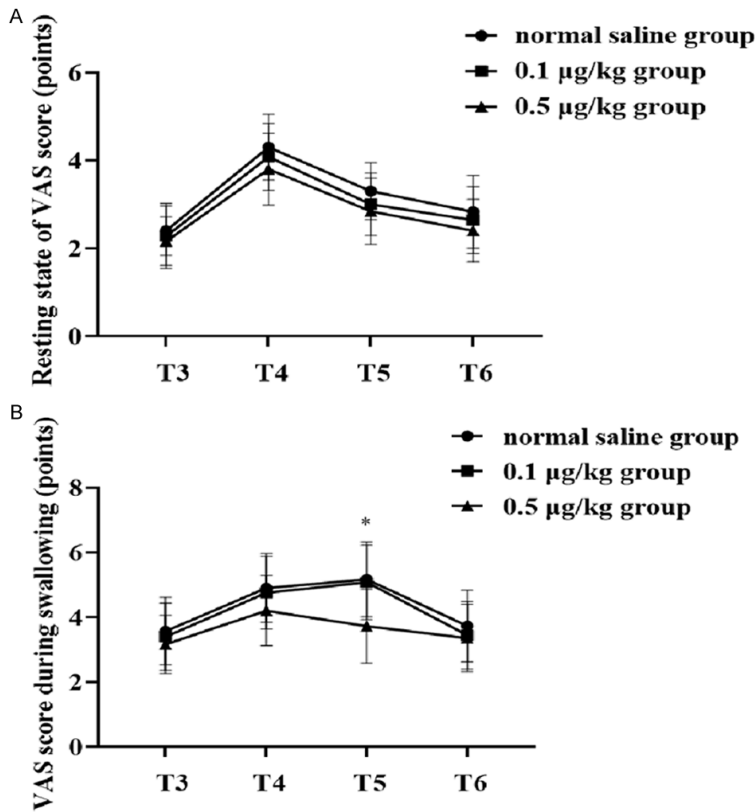 A
normal saline group
0.1 µg/kg group
0.5 µg/kg group
Resting state of VAS score (points)
6
4
2
0
T3 T4 T5 T6
B
normal saline group
0.1 µg/kg group
0.5 µg/kg group
VAS score during swallowing (points)
8
*
6
4
2
0
T3 T4 T5 T6